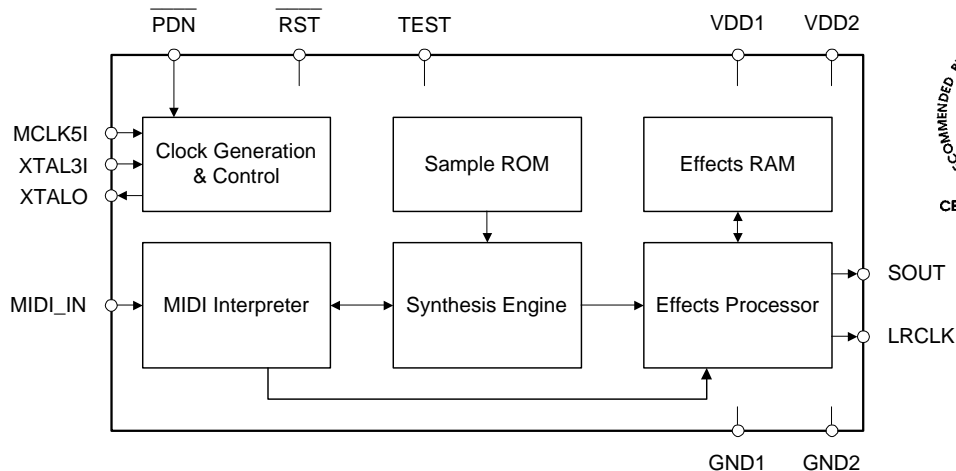 PDN RST TEST VDD1 VDD2
MCLK5I
XTAL3I
XTALO
Clock Generation
& Control
Sample ROM
Effects RAM
MIDI_IN
MIDI Interpreter
Synthesis Engine
Effects Processor
SOUT
LRCLK
GND1 GND2